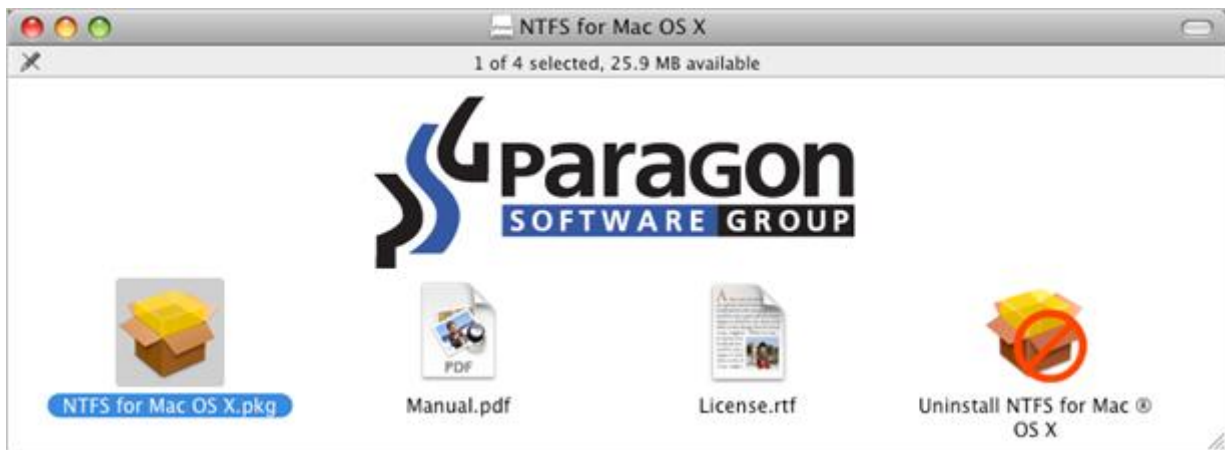 NTFS for Mac OS X
1 of 4 selected, 25.9 MB available
Paragon
SOFTWARE GROUP
PDF
NTFS for Mac OS X.pkg
Manual.pdf
License.rtf
Uninstall NTFS for Mac ®
OS X